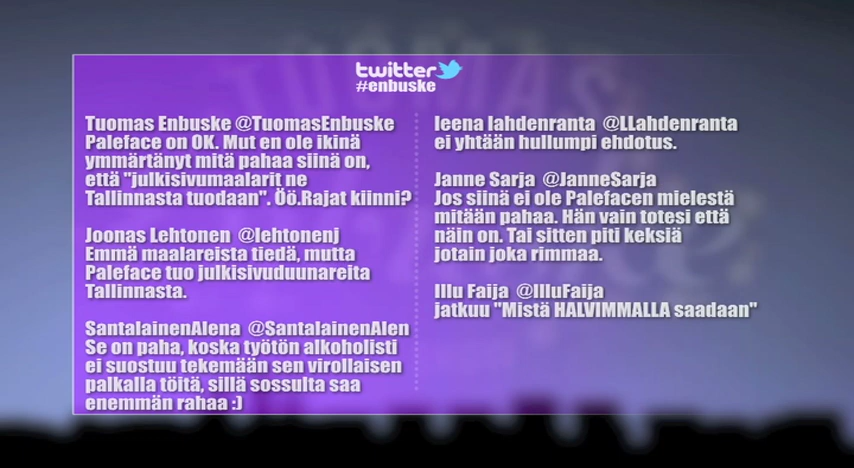 twitter
#enbuske
Tuomas Enbuske @TuomasEnbuske
Paleface on OK. Mut en ole ikinä
ymmärtänyt mitä pahaa siinä on,
että "julkisivumaalarit ne
Tallinnasta tuodaan". Öö.Rajat kiinni?
Joonas Lehtonen @lehtonenj
Emmä maalareista tiedä, mutta
Paleface tuo julkisivuduunareita
Tallinnasta.
SantalainenAlena @SantalainenAlen
Se on paha, koska työtön alkoholisti
ei suostuu tekemään sen virollaisen
palkalla töitä, sillä sossulta saa
enemmän rahaa :)
leena lahdenranta @LLahdenranta
ei yhtään hullumpi ehdotus.
Janne Sarja @JanneSarja
Jos siinä ei ole Palefacen mielestä
mitään pahaa. Hän vain totesi että
näin on. Tai sitten piti keksiä
jotain joka rimmaa.
Illu Faija @IlluFaija
jatkuu "Mistä HALVIMMALLA saadaan"